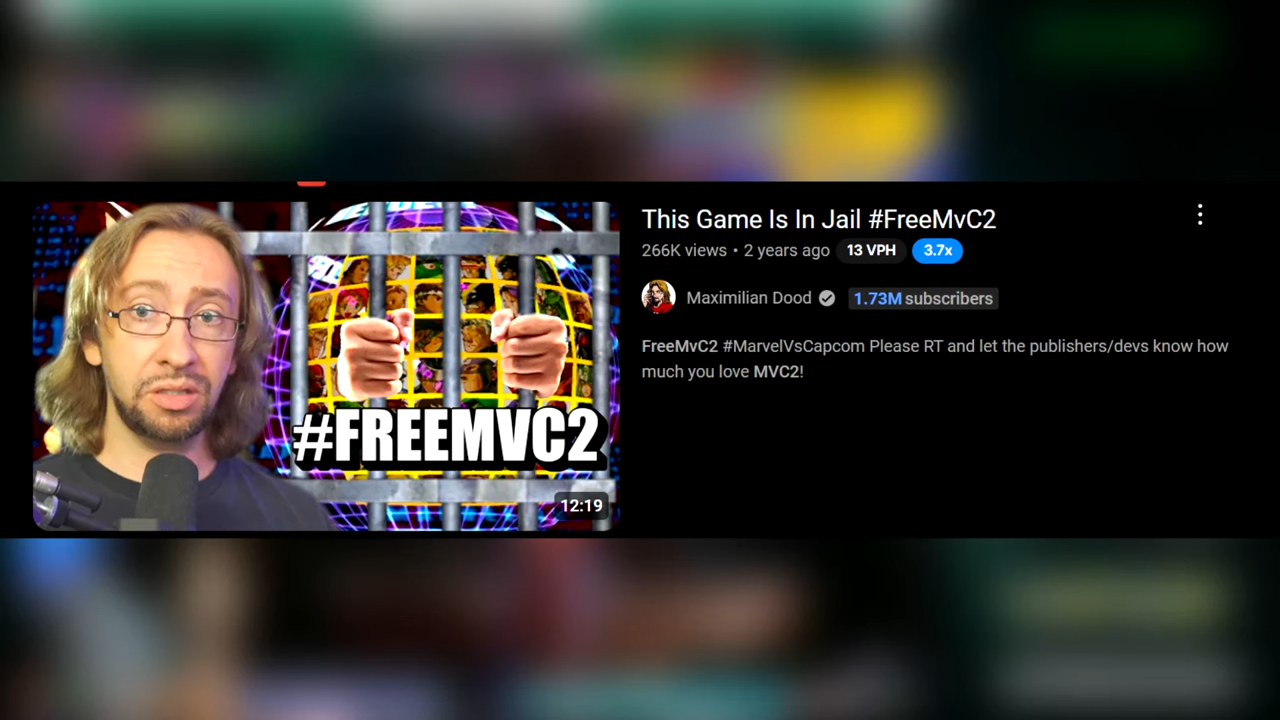 This Game Is In Jail #FreeMvC2
266K views • 2 years ago 13 VPH 3.7x
Maximilian Dood 1.73M subscribers
FreeMvC2 #MarvelVsCapcom Please RT and let the publishers/devs know how
much you love MVC2!
#FREEMVC2
12:19